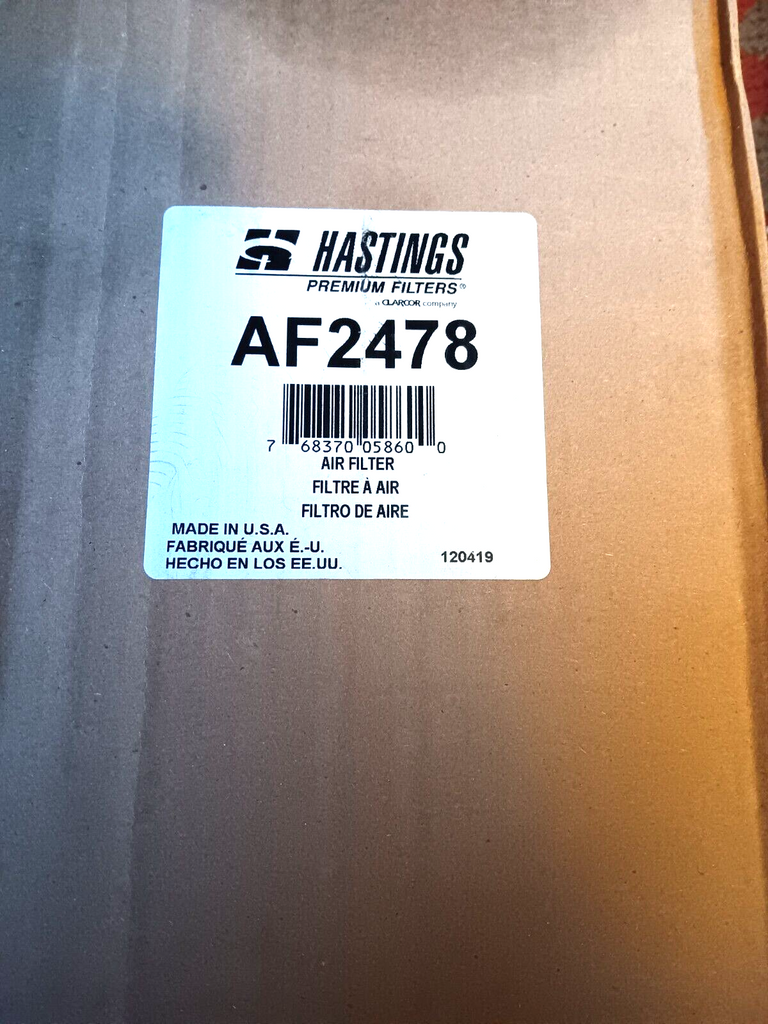 HASTINGS
PREMIUM FILTERS®
a CLARCOR company
AF2478
7 68370 05860 0
AIR FILTER
FILTRE À AIR
FILTRO DE AIRE
MADE IN U.S.A.
FABRIQUÉ AUX É.-U.
HECHO EN LOS EE.UU.
120419